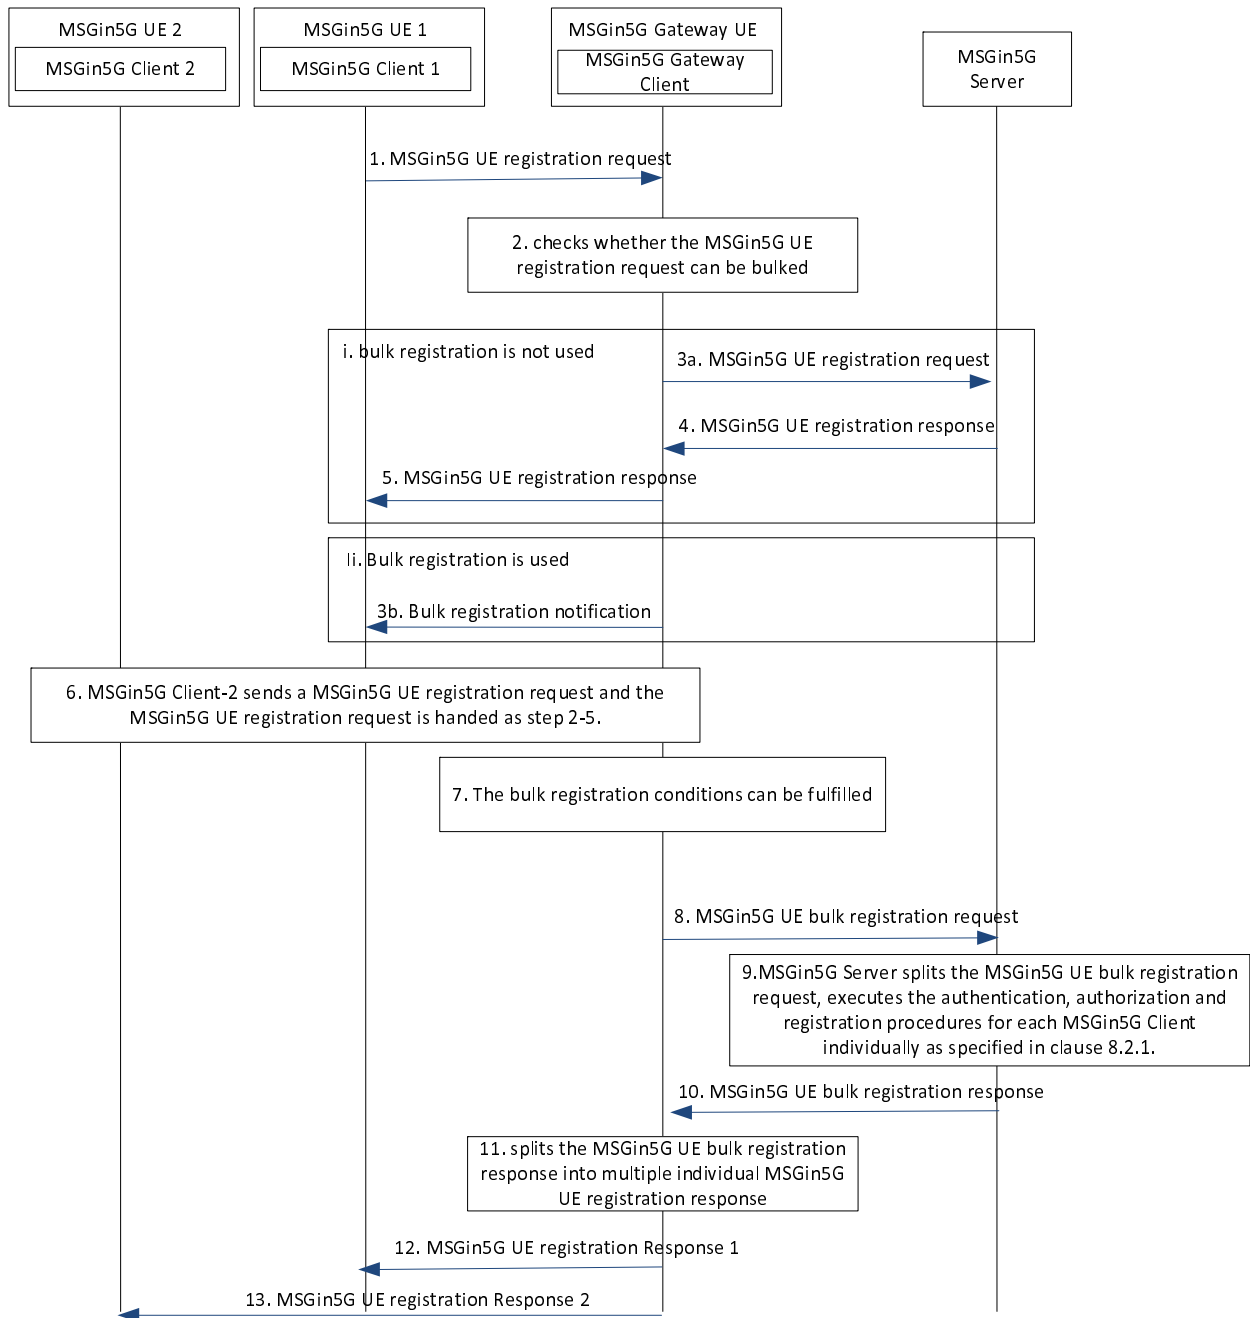 MSGin5G UE 2
MSGin5G Client 2
MSGin5G UE 1
MSGin5G Client 1
MSGin5G Gateway UE
MSGin5G Gateway
Client
MSGin5G
Server
1. MSGin5G UE registration request
2. checks whether the MSGin5G UE
registration request can be bulked
i. bulk registration is not used
3a. MSGin5G UE registration request
4. MSGin5G UE registration response
5. MSGin5G UE registration response
Ii. Bulk registration is used
3b. Bulk registration notification
6. MSGin5G Client-2 sends a MSGin5G UE registration request and the
MSGin5G UE registration request is handed as step 2-5.
7. The bulk registration conditions can be fulfilled
8. MSGin5G UE bulk registration request
9.MSGin5G Server splits the MSGin5G UE bulk registration
request, executes the authentication, authorization and
registration procedures for each MSGin5G Client
individually as specified in clause 8.2.1.
10. MSGin5G UE bulk registration response
11. splits the MSGin5G UE bulk registration
response into multiple individual MSGin5G
UE registration response
12. MSGin5G UE registration Response 1
13. MSGin5G UE registration Response 2